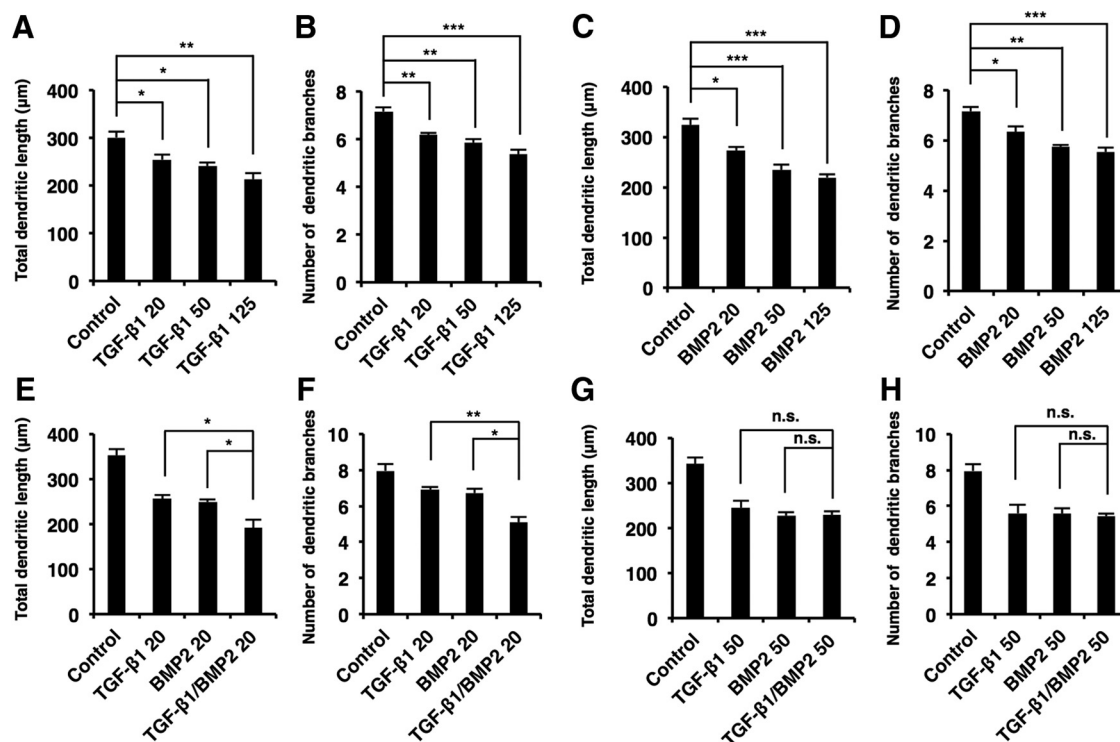 A
Total dendritic length (µm)
400
300
200
100
0
**
*
*
Control
TGF-β1 20
TGF-β1 50
TGF-β1 125
B
Number of dendritic branches
8
6
4
2
0
***
**
**
Control
TGF-β1 20
TGF-β1 50
TGF-β1 125
C
Total dendritic length (µm)
400
300
200
100
0
***
***
*
Control
BMP2 20
BMP2 50
BMP2 125
D
Number of dendritic branches
8
6
4
2
0
***
**
*
Control
BMP2 20
BMP2 50
BMP2 125
E
Total dendritic length (µm)
400
300
200
100
0
*
*
Control
TGF-β1 20
BMP2 20
TGF-β1/BMP2 20
F
Number of dendritic branches
10
8
6
4
2
0
**
*
Control
TGF-β1 20
BMP2 20
TGF-β1/BMP2 20
G
Total dendritic length (µm)
400
300
200
100
0
n.s.
n.s.
Control
TGF-β1 50
BMP2 50
TGF-β1/BMP2 50
H
Number of dendritic branches
10
8
6
4
2
0
n.s.
n.s.
Control
TGF-β1 50
BMP2 50
TGF-β1/BMP2 50